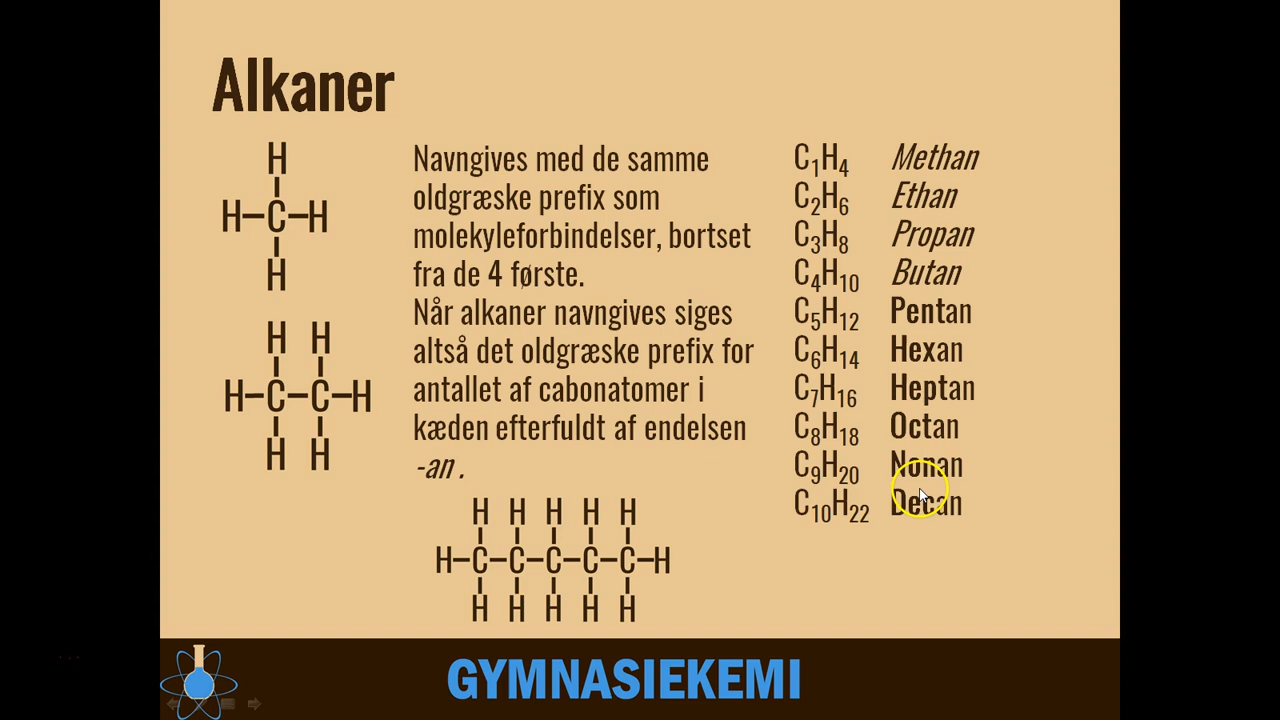 Alkaner
H
H–C–H
H
H H
H–C–C–H
H H
Navngives med de samme
oldgræske prefix som
molekyleforbindelser, bortset
fra de 4 første.
Når alkaner navngives siges
altså det oldgræske prefix for
antallet af cabonatomer i
kæden efterfuldt af endelsen
-an .
H H H H H
H–C–C–C–C–C–H
H H H H H
C₁H₄ Methan
C₂H₆ Ethan
C₃H₈ Propan
C₄H₁₀ Butan
C₅H₁₂ Pentan
C₆H₁₄ Hexan
C₇H₁₆ Heptan
C₈H₁₈ Octan
C₉H₂₀ Nonan
C₁₀H₂₂ Decan
GYMNASIEKEMI